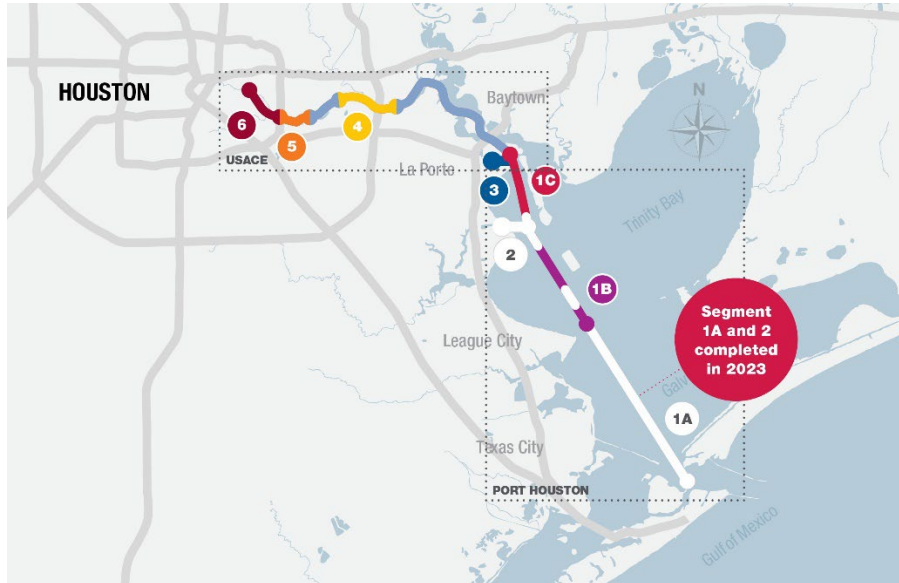 HOUSTON
N
6
5
4
Baytown
USACE
La Porto
3
1C
Trinity Bay
2
1B
Segment
1A and 2
completed
in 2023
League City
1A
Texas City
PORT HOUSTON
Gulf of Mexico